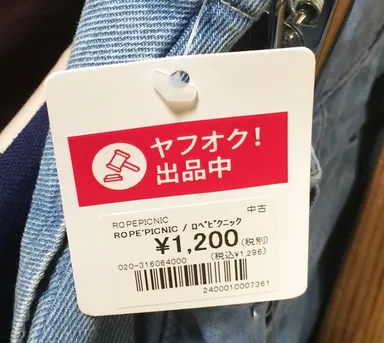 ヤフオク!
出品中
中古
ROPEPICNIC
ROPE'PICNIC / ロペピクニック
¥1,200(税別)
(税込¥1,296)
020-316064000
2400010007361